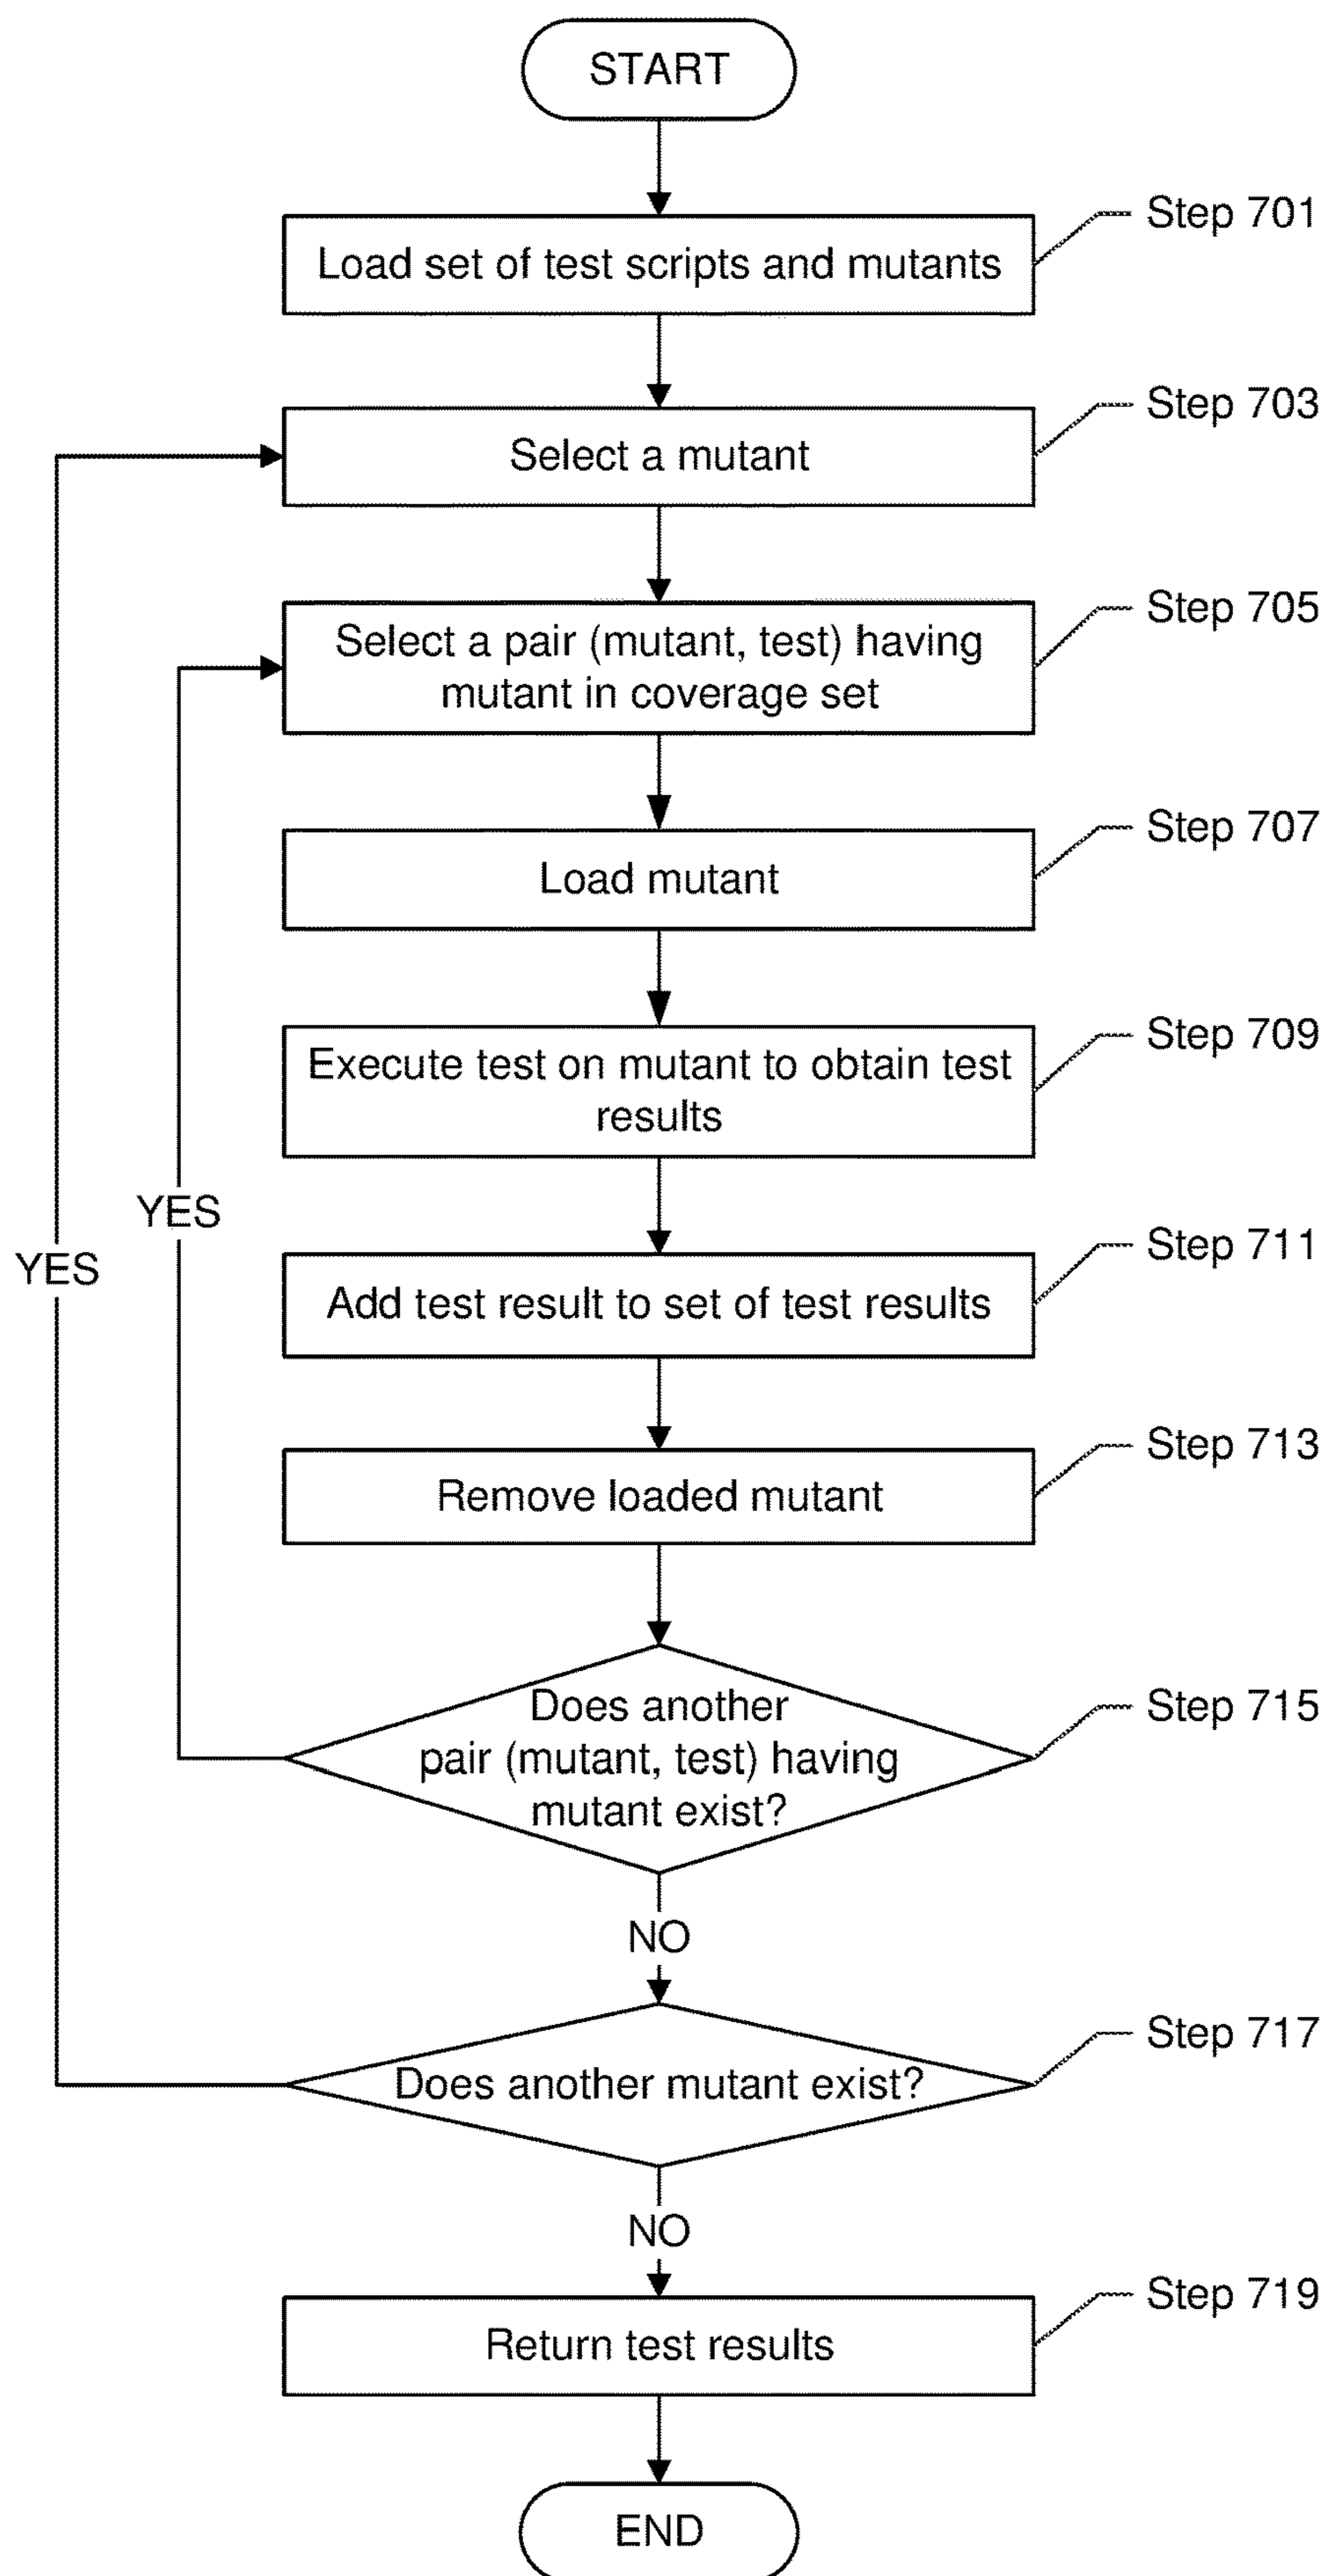 START
Load set of test scripts and mutants
Step 701
Select a mutant
Step 703
Select a pair (mutant, test) having
mutant in coverage set
Step 705
Load mutant
Step 707
Execute test on mutant to obtain test
results
Step 709
YES
YES
Add test result to set of test results
Step 711
Remove loaded mutant
Step 713
Does another
pair (mutant, test) having
mutant exist?
Step 715
NO
Does another mutant exist?
Step 717
NO
Return test results
Step 719
END